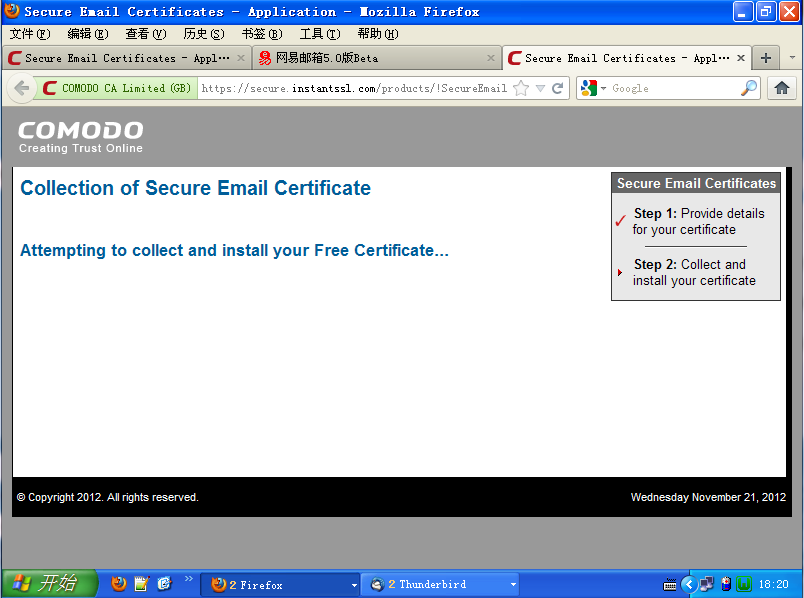 Secure Email Certificates - Application - Mozilla Firefox
文件(F) 编辑(E) 查看(V) 历史(S) 书签(B) 工具(T) 帮助(H)
Secure Email Certificates - Appl... × 网易邮箱5.0版Beta × Secure Email Certificates - Appl... × +
COMODO CA Limited (GB) https://secure.instantssl.com/products/!SecureEmail Google
COMODO
Creating Trust Online
Collection of Secure Email Certificate
Attempting to collect and install your Free Certificate...
Secure Email Certificates
Step 1: Provide details
for your certificate
Step 2: Collect and
install your certificate
© Copyright 2012. All rights reserved. Wednesday November 21, 2012
开始 2 Firefox 2 Thunderbird 18:20